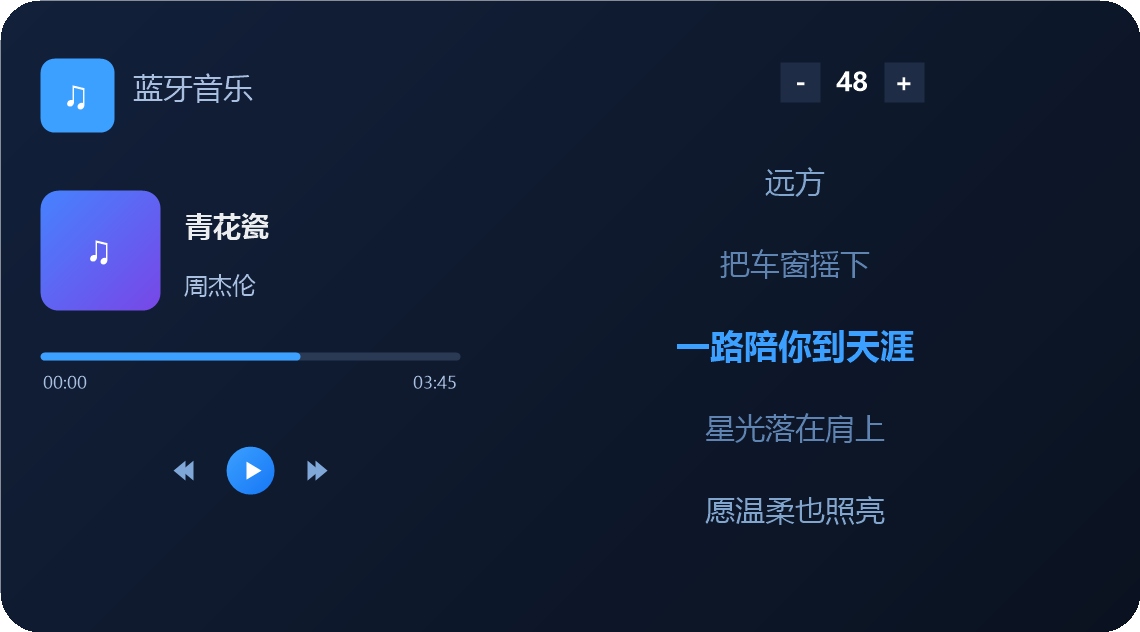 蓝牙音乐
青花瓷
周杰伦
00:00 03:45
- 48 +
远方
把车窗摇下
一路陪你到天涯
星光落在肩上
愿温柔也照亮